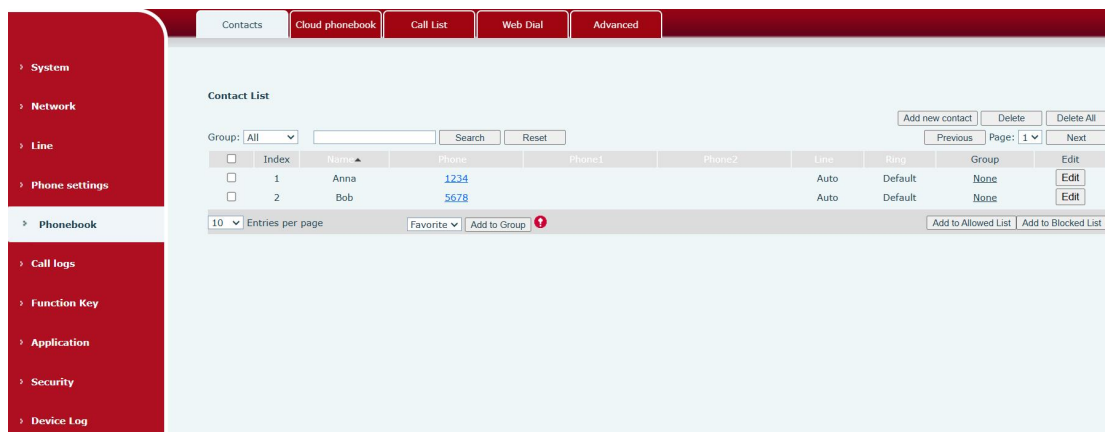 Contacts Cloud phonebook Call List Web Dial Advanced
› System
› Network
› Line
› Phone settings
› Phonebook
› Call logs
› Function Key
› Application
› Security
› Device Log
Contact List
Add new contact Delete Delete All
Group: All Search Reset Previous Page: 1 Next
Index Name Phone Phone1 Phone2 Line Ring Group Edit
1 Anna 1234 Auto Default None Edit
2 Bob 5678 Auto Default None Edit
10 Entries per page Favorite Add to Group Add to Allowed List Add to Blocked List